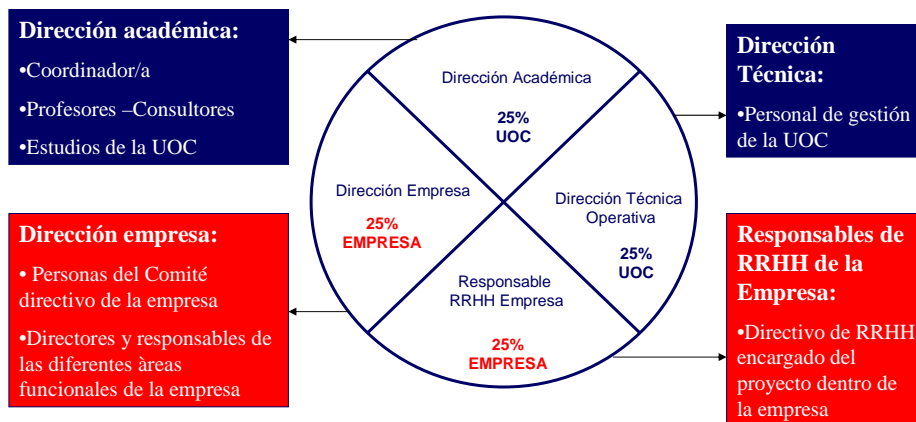 Dirección académica:
•Coordinador/a
•Profesores –Consultores
•Estudios de la UOC
Dirección Académica
25%
UOC
Dirección
Técnica:
•Personal de gestión
de la UOC
Dirección Empresa
25%
EMPRESA
Dirección Técnica
Operativa
25%
UOC
Responsable
RRHH Empresa
25%
EMPRESA
Dirección empresa:
• Personas del Comité
directivo de la empresa
•Directores y responsables de
las diferentes àreas
funcionales de la empresa
Responsables de
RRHH de la
Empresa:
•Directivo de RRHH
encargado del
proyecto dentro de
la empresa